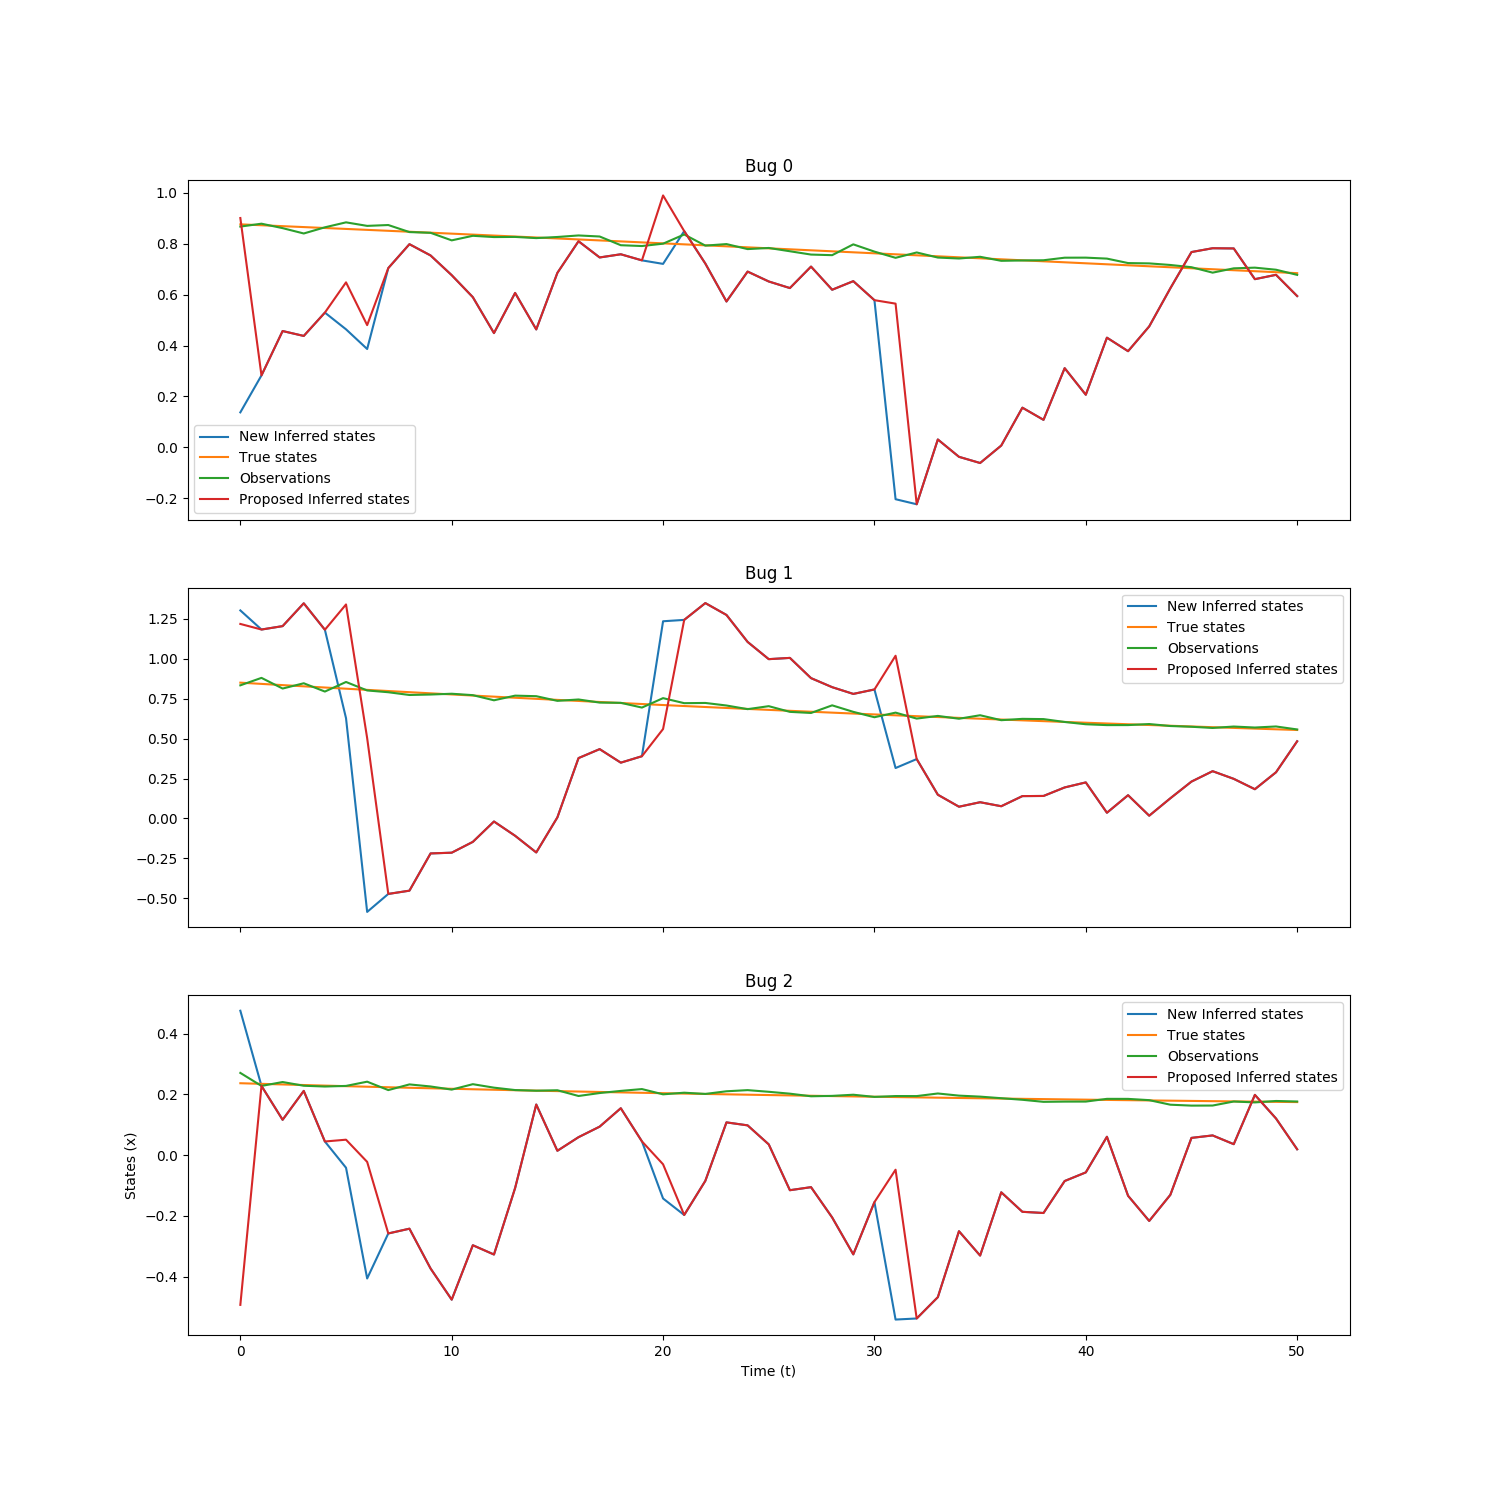 Bug 0
1.0
0.8
0.6
0.4
0.2
0.0
−0.2
New Inferred states
True states
Observations
Proposed Inferred states
Bug 1
1.25
1.00
0.75
0.50
0.25
0.00
−0.25
−0.50
New Inferred states
True states
Observations
Proposed Inferred states
Bug 2
States (x)
0.4
0.2
0.0
−0.2
−0.4
New Inferred states
True states
Observations
Proposed Inferred states
0 10 20 30 40 50
Time (t)